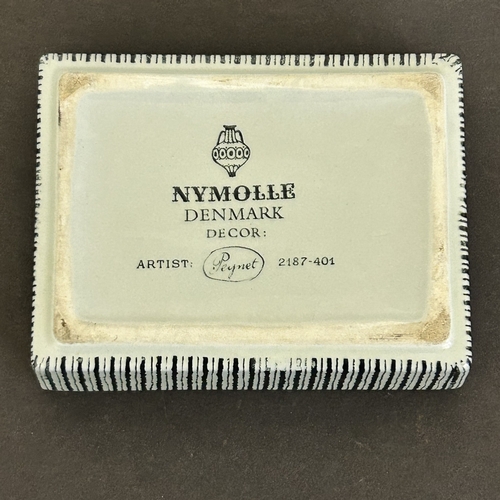 NYMOLLE
DENMARK
DECOR:
ARTIST: Peynet 2187-401